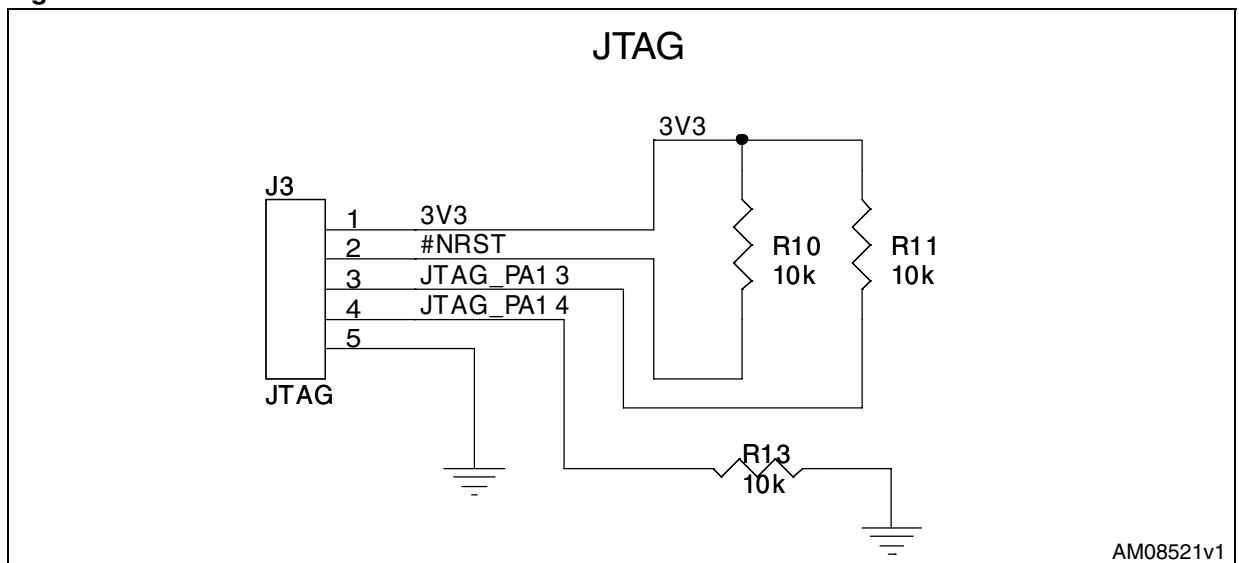 JTAG
3V3
J3
1 3V3
2 #NRST
3 JTAG_PA1 3
4 JTAG_PA1 4
5
JTAG
R10
10k
R11
10k
R13
10k
AM08521v1